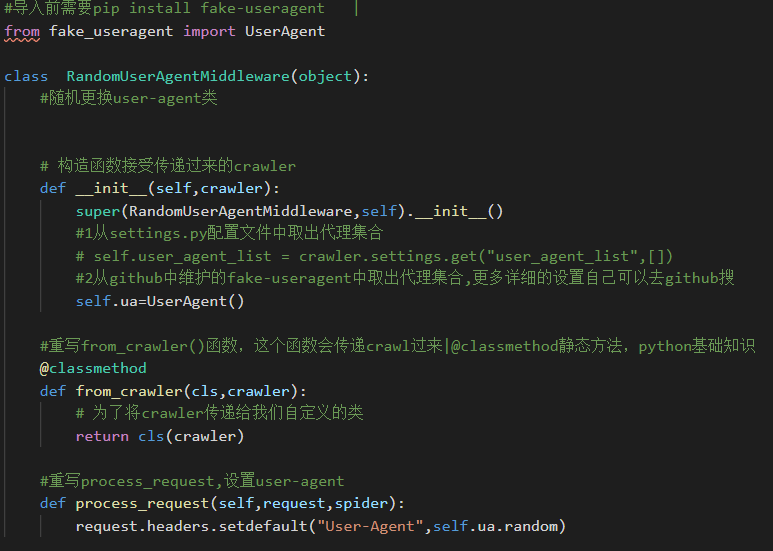 #导入前需要pip install fake-useragent   |
from fake_useragent import UserAgent
class  RandomUserAgentMiddleware(object):
#随机更换user-agent类
# 构造函数接受传递过来的crawler
def __init__(self,crawler):
super(RandomUserAgentMiddleware,self).__init__()
#1从settings.py配置文件中取出代理集合
# self.user_agent_list = crawler.settings.get("user_agent_list",[])
#2从github中维护的fake-useragent中取出代理集合,更多详细的设置自己可以去github搜
self.ua=UserAgent()
#重写from_crawler()函数，这个函数会传递crawl过来|@classmethod静态方法，python基础知识
@classmethod
def from_crawler(cls,crawler):
# 为了将crawler传递给我们自定义的类
return cls(crawler)
#重写process_request,设置user-agent
def process_request(self,request,spider):
request.headers.setdefault("User-Agent",self.ua.random)